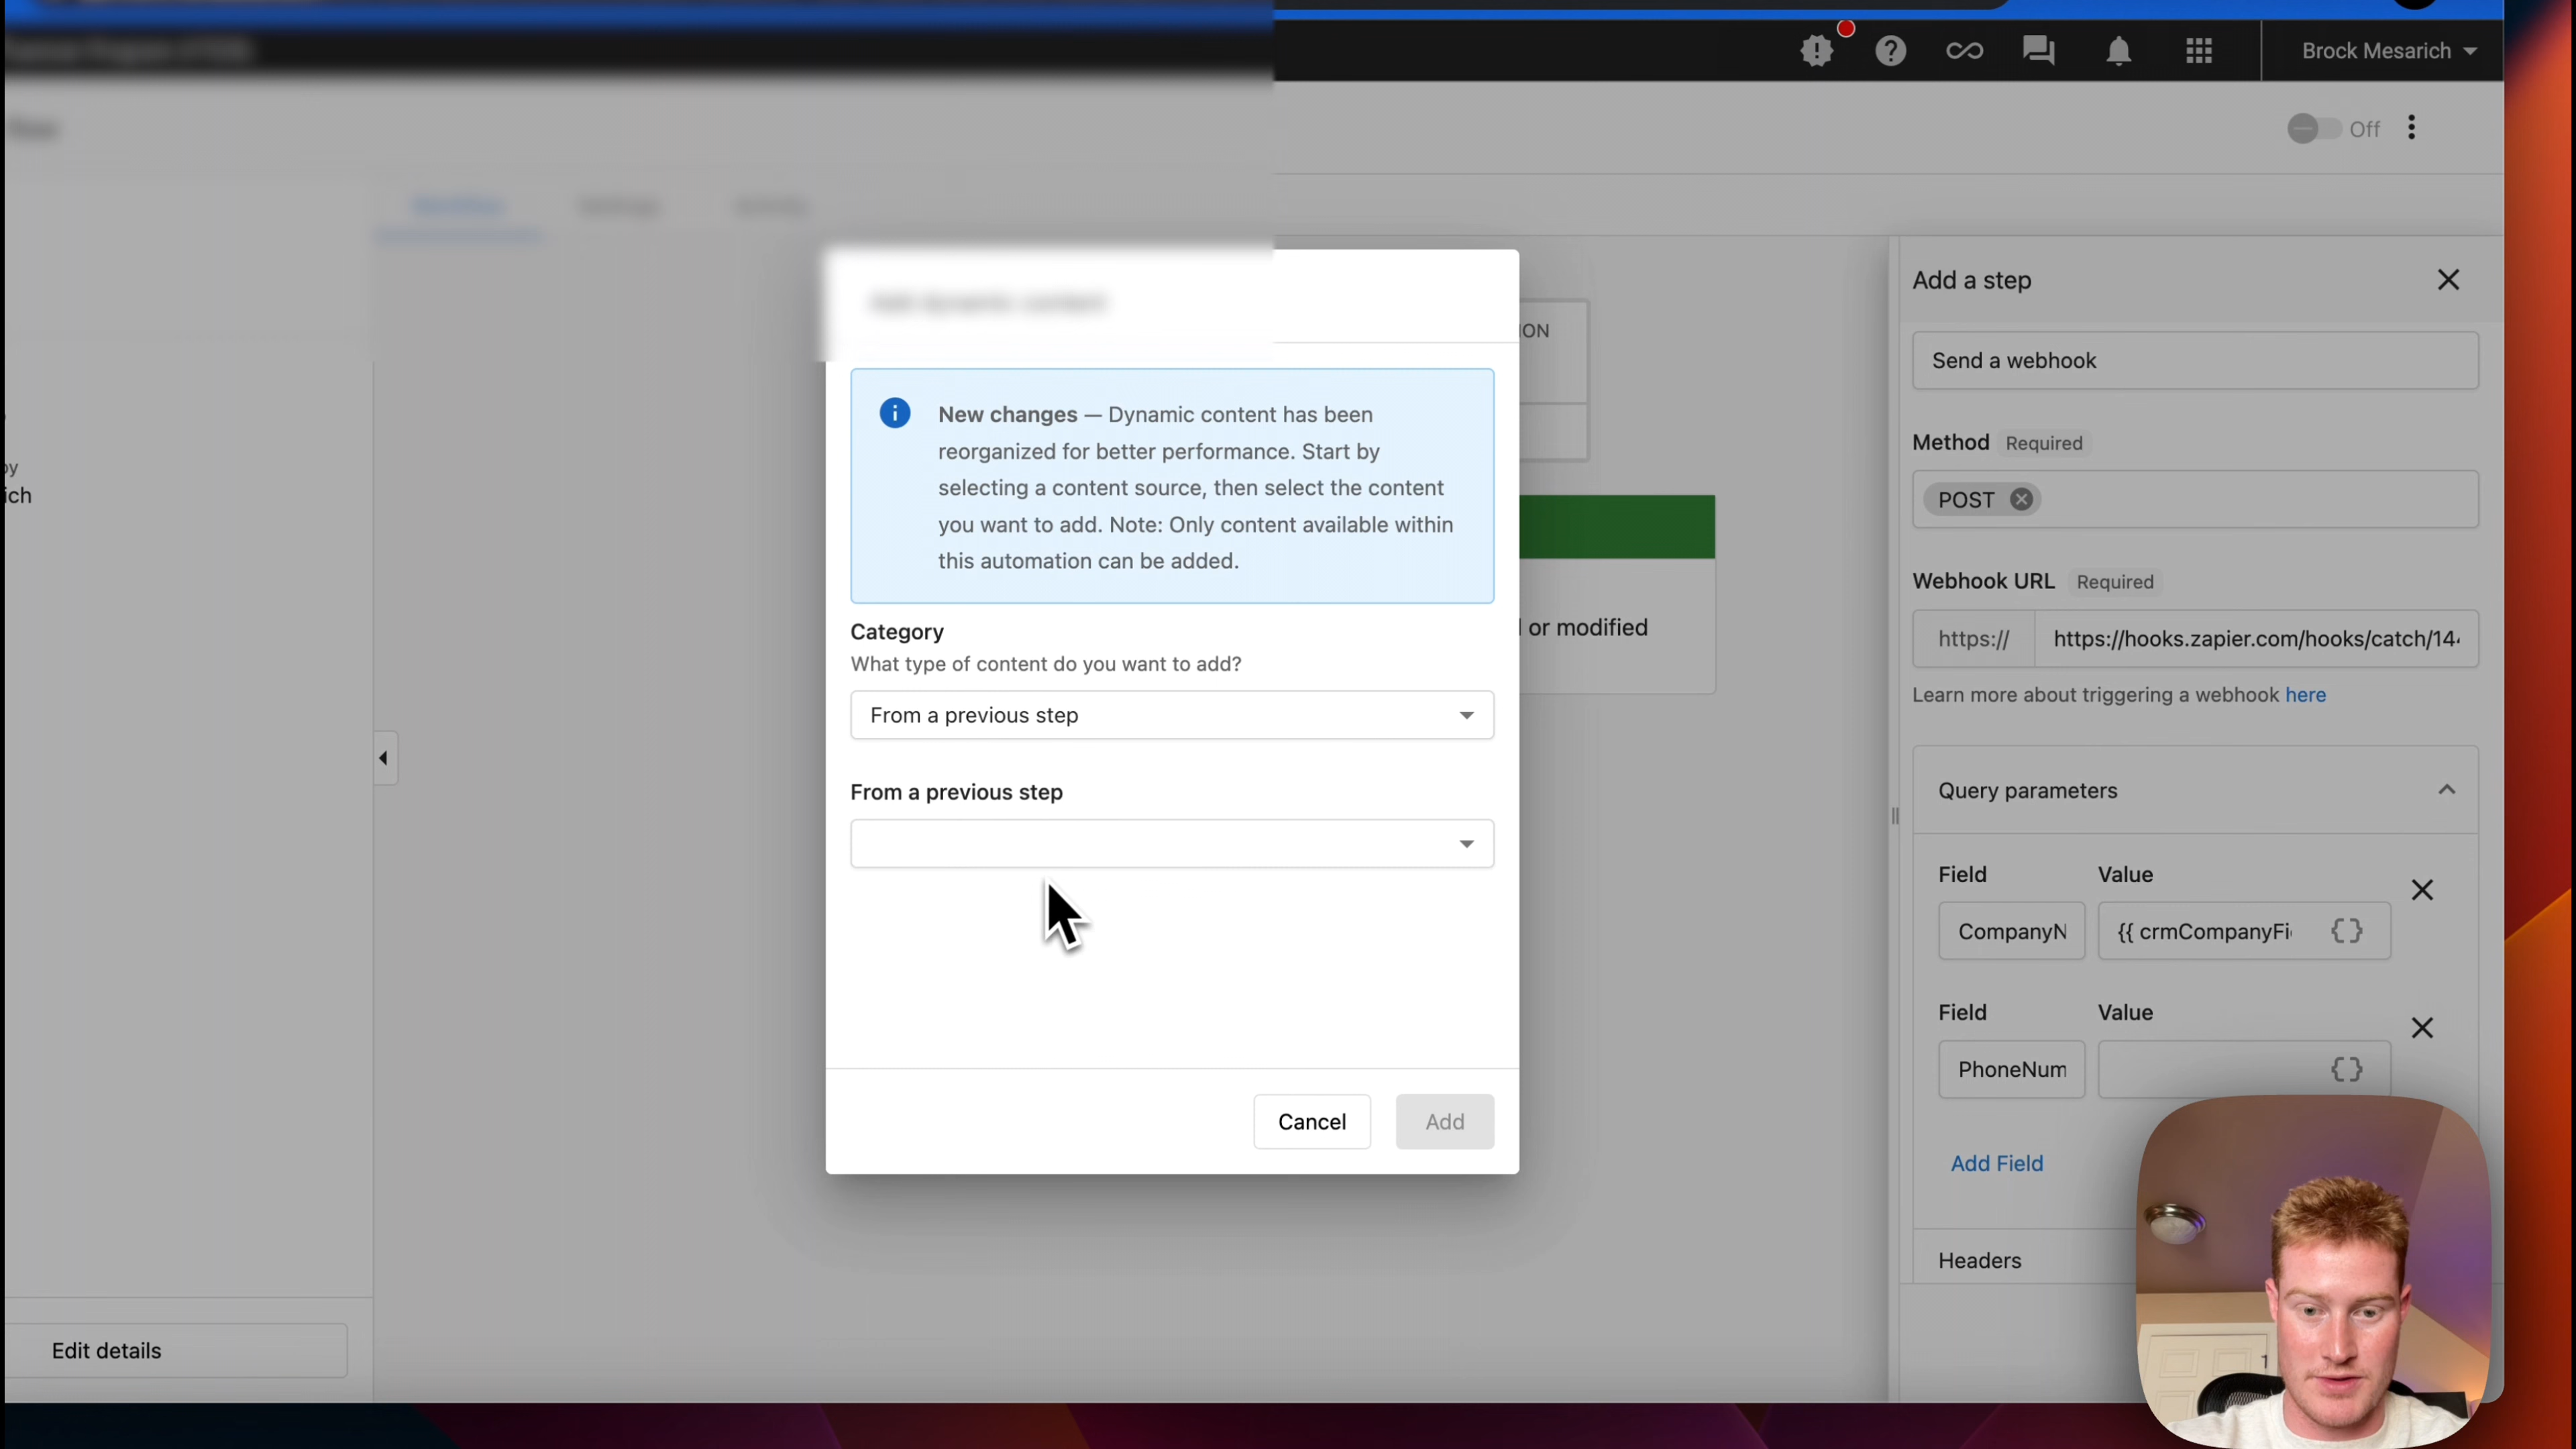 Brock Mesarich
Off
Add dynamic content
ION
Add a step
Send a webhook
New changes — Dynamic content has been
reorganized for better performance. Start by
selecting a content source, then select the content
you want to add. Note: Only content available within
this automation can be added.
Method Required
POST
by
ich
Webhook URL Required
https:// https://hooks.zapier.com/hooks/catch/14
or modified
Learn more about triggering a webhook here
Category
What type of content do you want to add?
From a previous step
From a previous step
Query parameters
Field Value
CompanyN {{ crmCompanyFi
Field Value
PhoneNum
Cancel Add
Add Field
Headers
Edit details